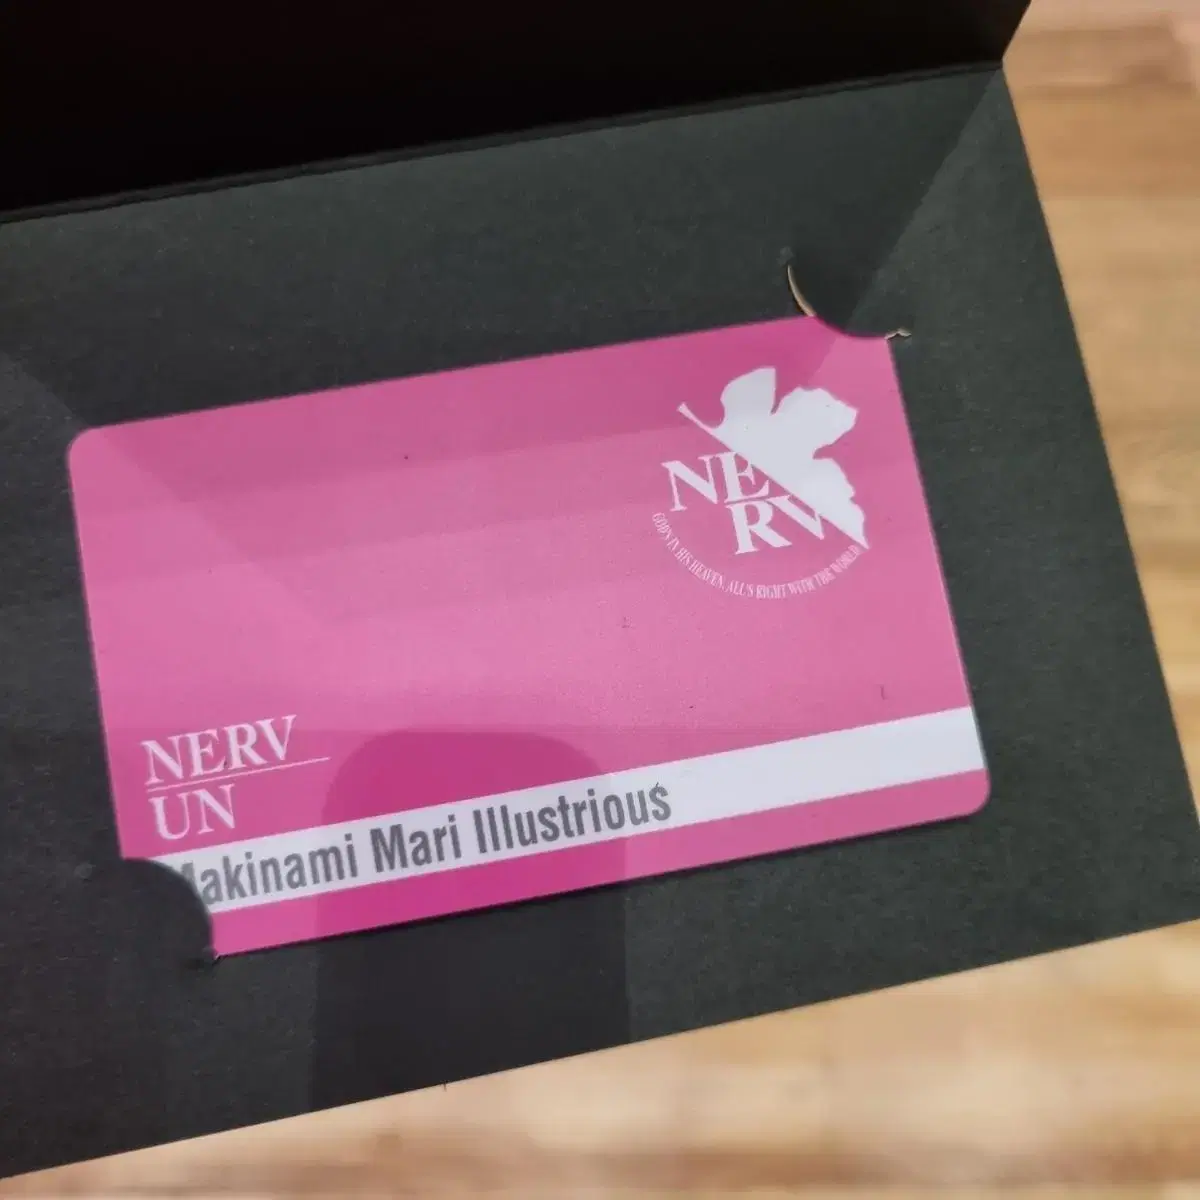 NERV
GOD'S IN HIS HEAVEN. ALL'S RIGHT WITH THE WORLD.
NERV
UN
Makinami Mari Illustrious